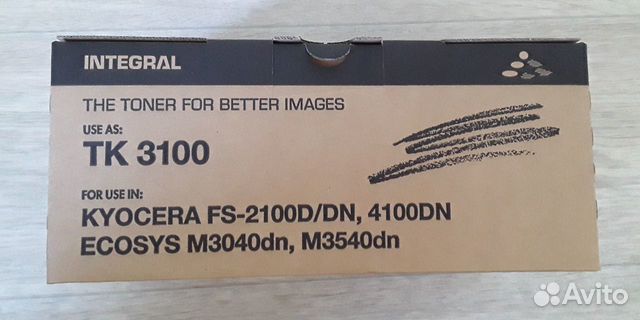 INTEGRAL
THE TONER FOR BETTER IMAGES
USE AS:
TK 3100
FOR USE IN:
KYOCERA FS-2100D/DN, 4100DN
ECOSYS M3040dn, M3540dn
Avito